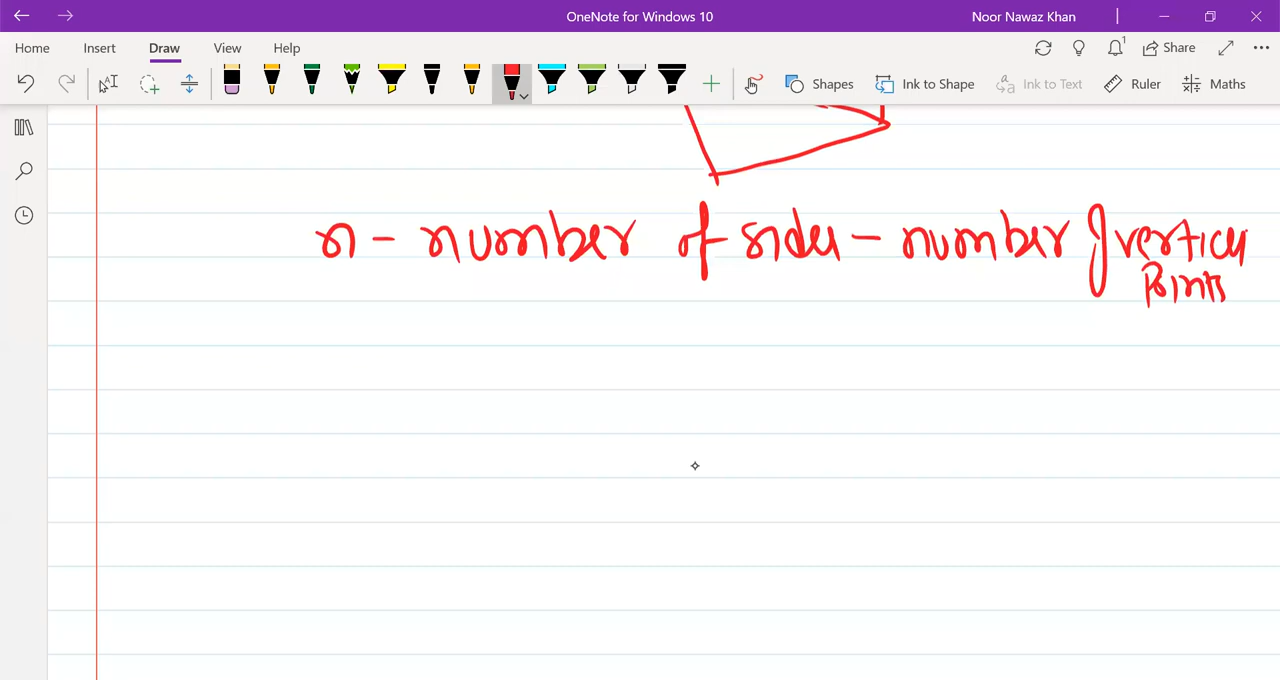 OneNote for Windows 10
Noor Nawaz Khan
Home Insert Draw View Help
1 Share
Shapes Ink to Shape Ink to Text Ruler Maths
n - number of sides - number of vertices
Points